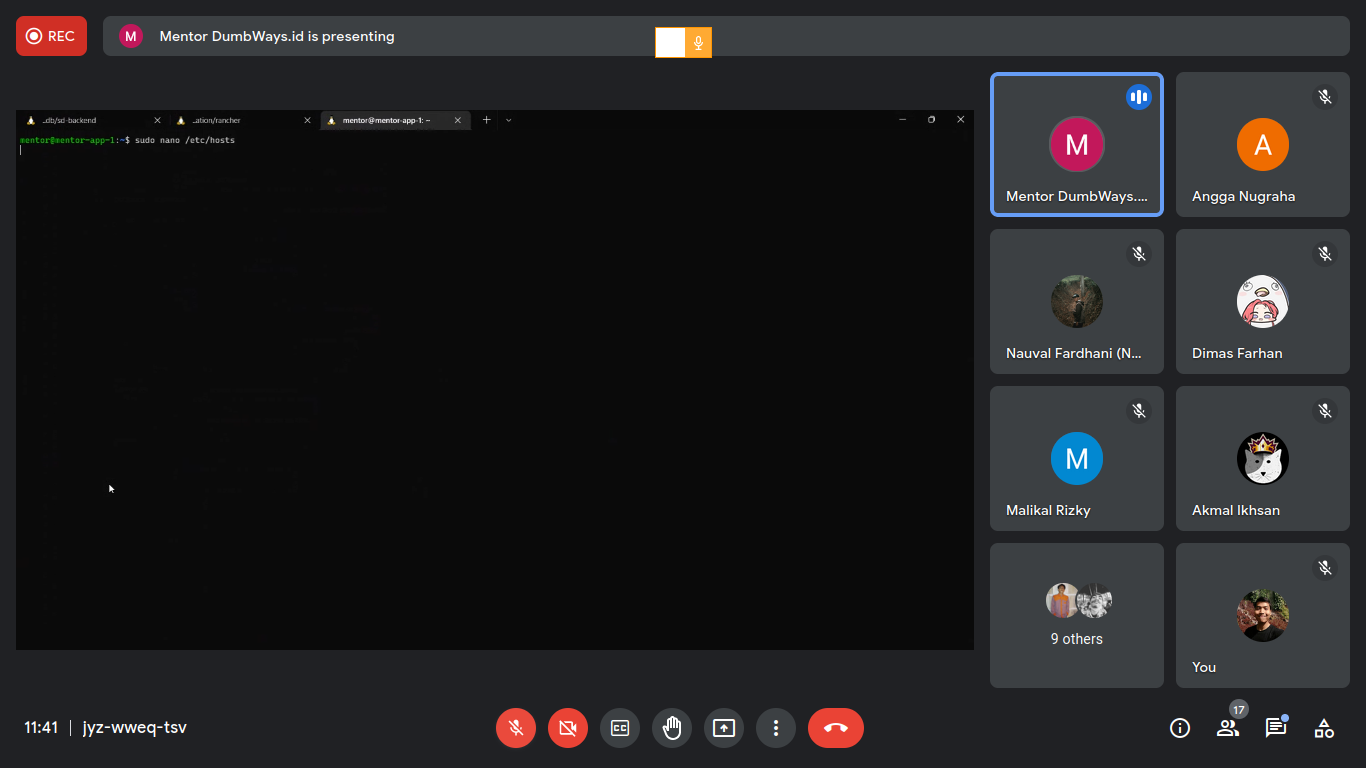 REC
M
Mentor DumbWays.id is presenting
..db/sd-backend
..ation/rancher
mentor@mentor-app-1: ~
mentor@mentor-app-1:~$ sudo nano /etc/hosts
M
Mentor DumbWays....
A
Angga Nugraha
Nauval Fardhani (N...
Dimas Farhan
M
Malikal Rizky
Akmal Ikhsan
9 others
You
11:41 | jyz-wweq-tsv
CC
17